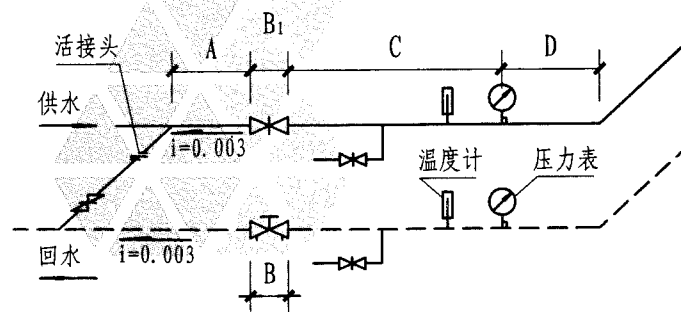 B1
活接头 A C D
供水
i=0.003
温度计 压力表
回水 i=0.003
B